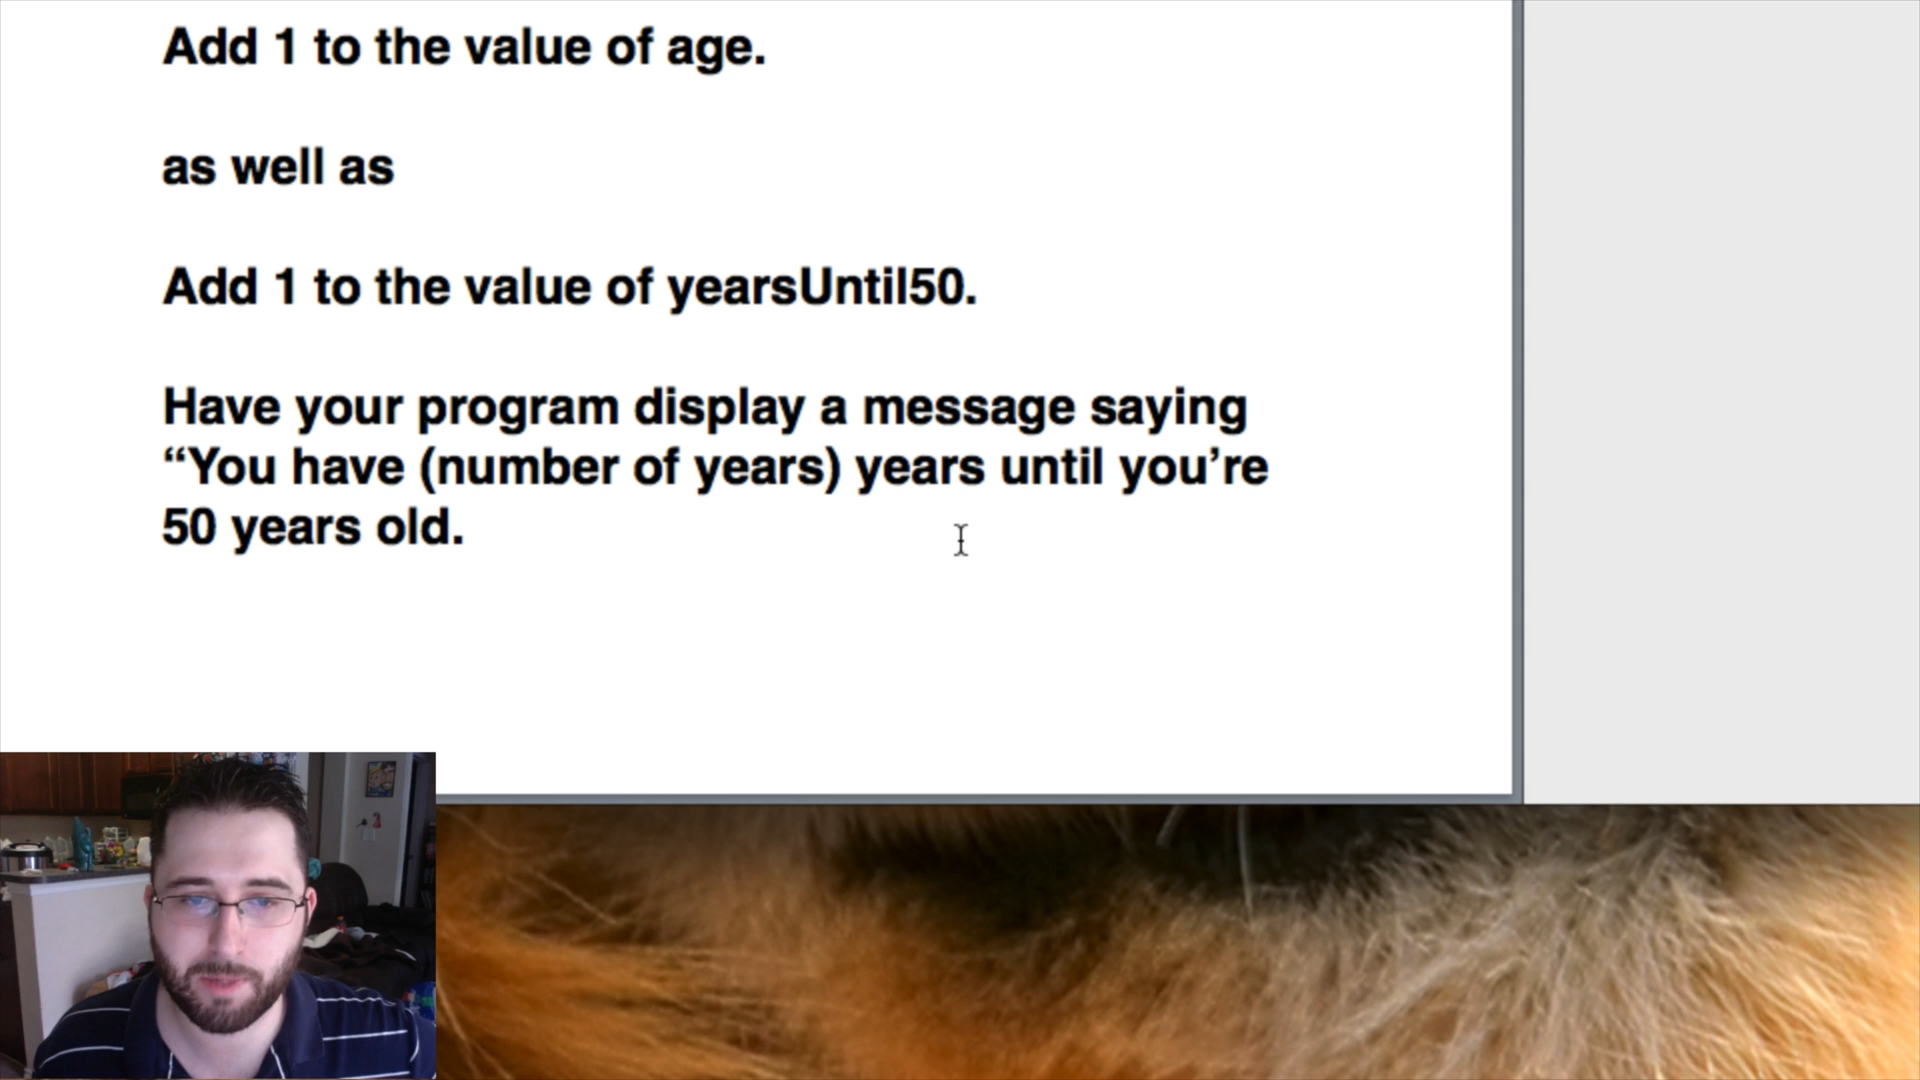 Add 1 to the value of age.
as well as
Add 1 to the value of yearsUntil50.
Have your program display a message saying
“You have (number of years) years until you’re
50 years old.